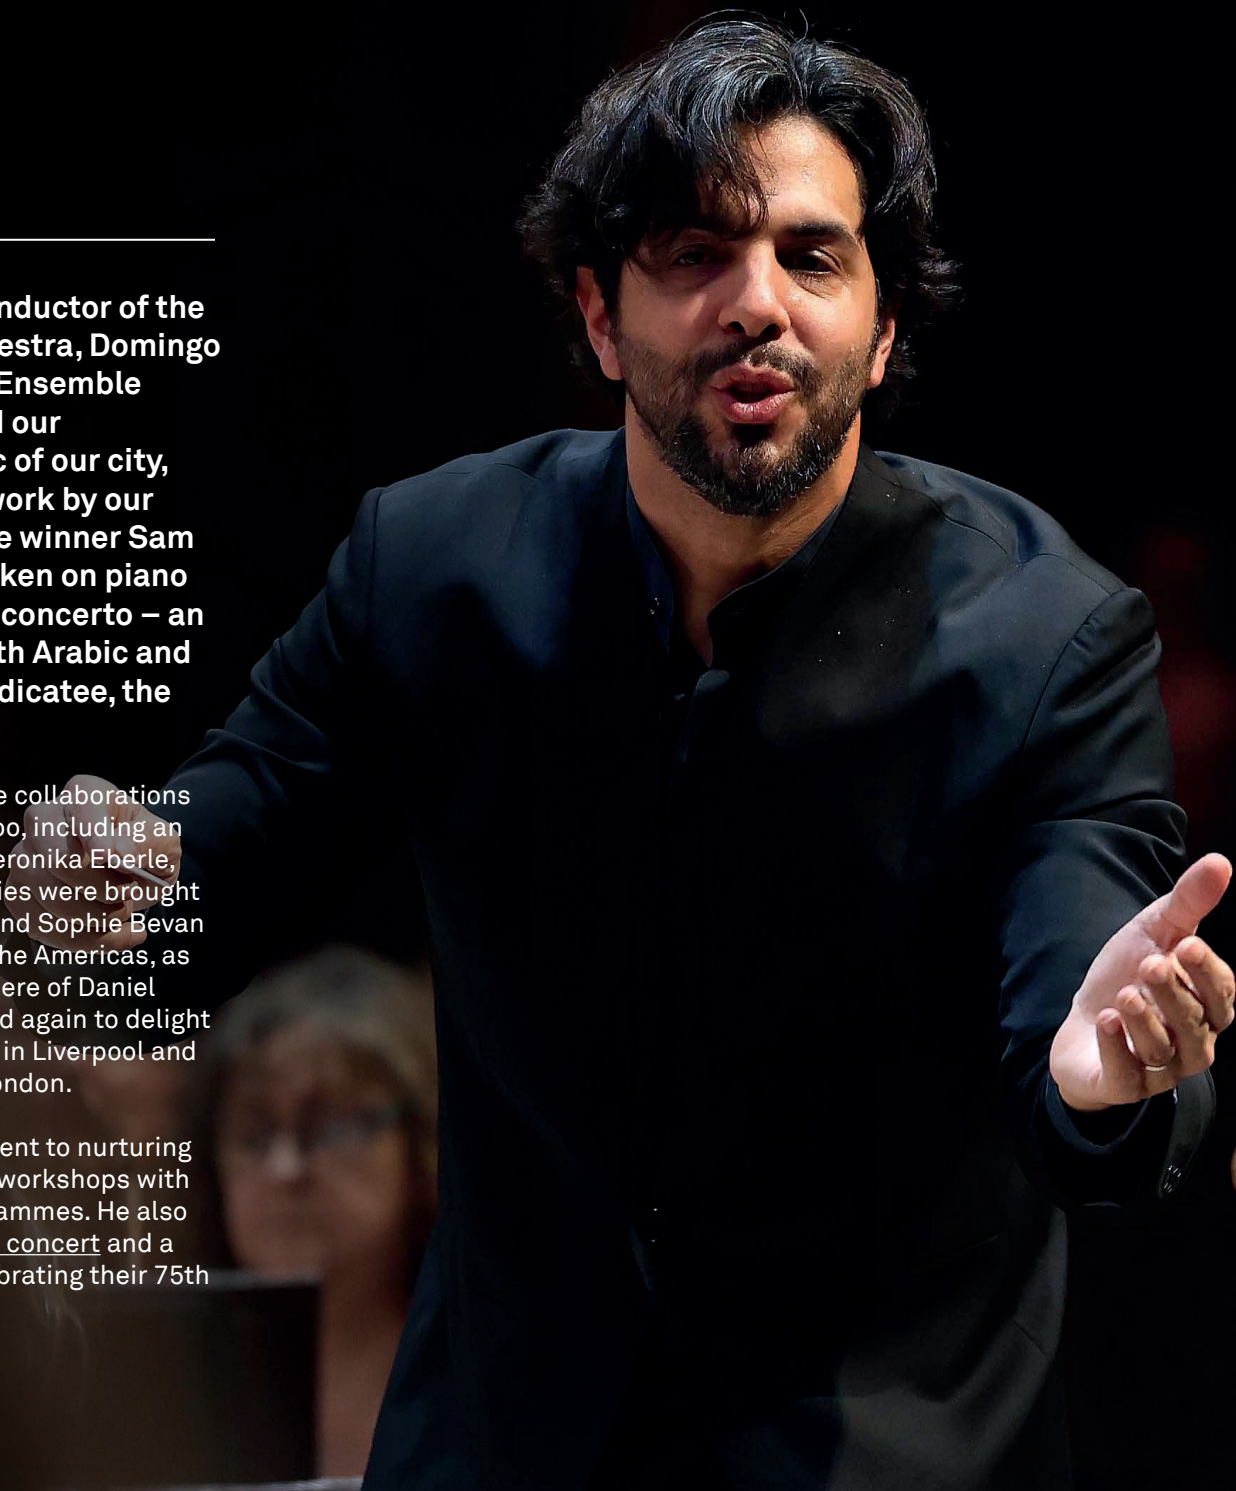 nductor of the
estra, Domingo
Ensemble
l our
c of our city,
work by our
e winner Sam
ken on piano
concerto – an
th Arabic and
dicatee, the
e collaborations
oo, including an
eronika Eberle,
ies were brought
nd Sophie Bevan
he Americas, as
ere of Daniel
d again to delight
in Liverpool and
ondon.
ent to nurturing
workshops with
ammes. He also
concert and a
brating their 75th